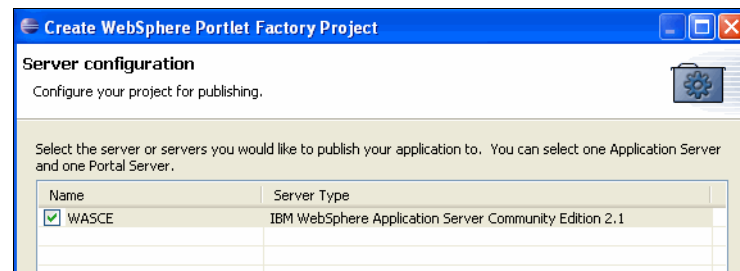 Create WebSphere Portlet Factory Project
Server configuration
Configure your project for publishing.
Select the server or servers you would like to publish your application to. You can select one Application Server
and one Portal Server.
Name Server Type
WASCE IBM WebSphere Application Server Community Edition 2.1